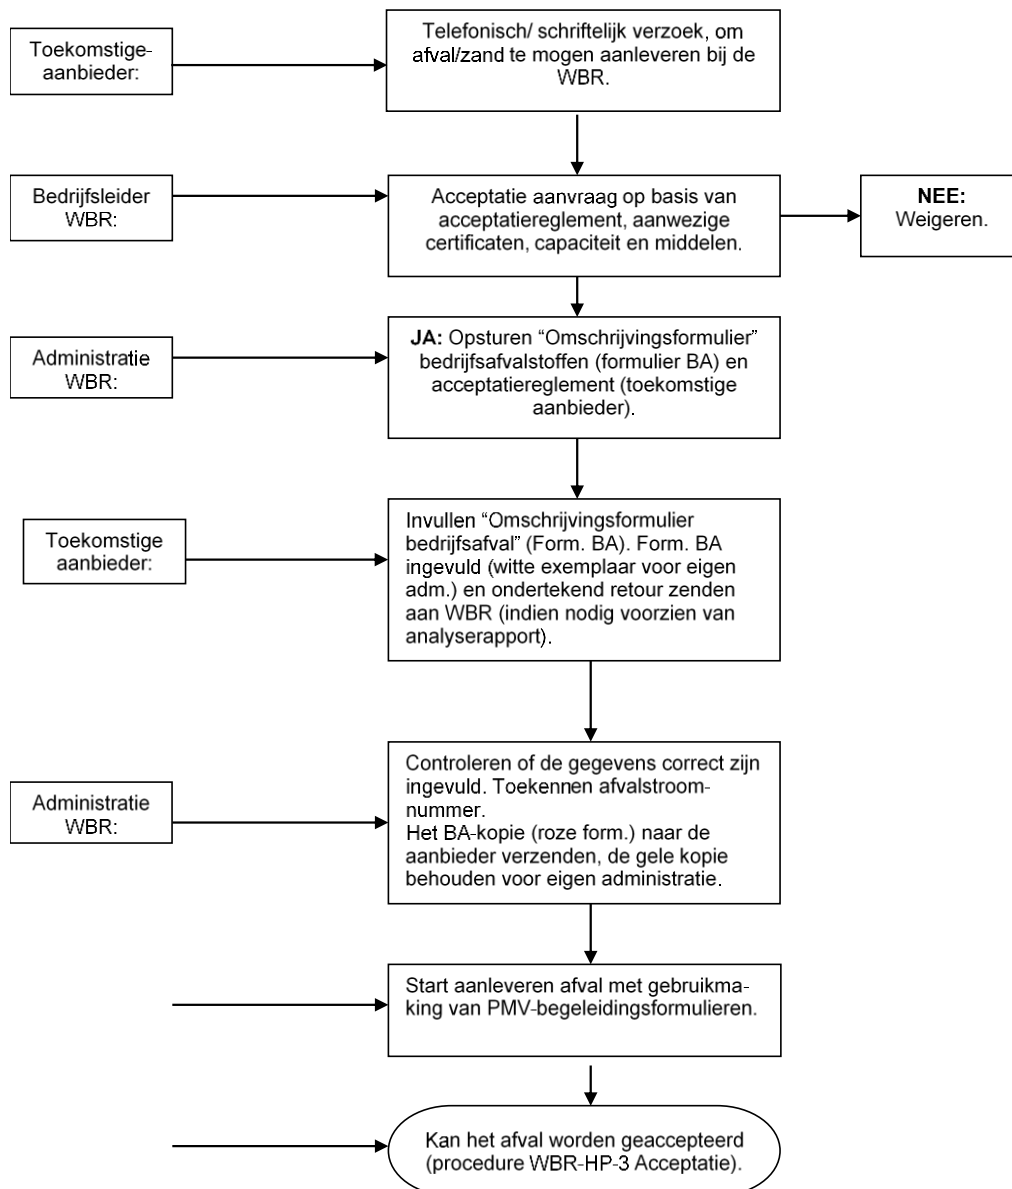 Toekomstige-
aanbieder:
Telefonisch/ schriftelijk verzoek, om
afval/zand te mogen aanleveren bij de
WBR.
Bedrijfsleider
WBR:
Acceptatie aanvraag op basis van
acceptatiereglement, aanwezige
certificaten, capaciteit en middelen.
NEE:
Weigeren.
Administratie
WBR:
JA: Opsturen “Omschrijvingsformulier”
bedrijfsafvalstoffen (formulier BA) en
acceptatiereglement (toekomstige
aanbieder).
Toekomstige
aanbieder:
Invullen “Omschrijvingsformulier
bedrijfsafval” (Form. BA). Form. BA
ingevuld (witte exemplaar voor eigen
adm.) en ondertekend retour zenden
aan WBR (indien nodig voorzien van
analyserapport).
Administratie
WBR:
Controleren of de gegevens correct zijn
ingevuld. Toekennen afvalstroom-
nummer.
Het BA-kopie (roze form.) naar de
aanbieder verzenden, de gele kopie
behouden voor eigen administratie.
Start aanleveren afval met gebruikma-
king van PMV-begeleidingsformulieren.
Kan het afval worden geaccepteerd
(procedure WBR-HP-3 Acceptatie).